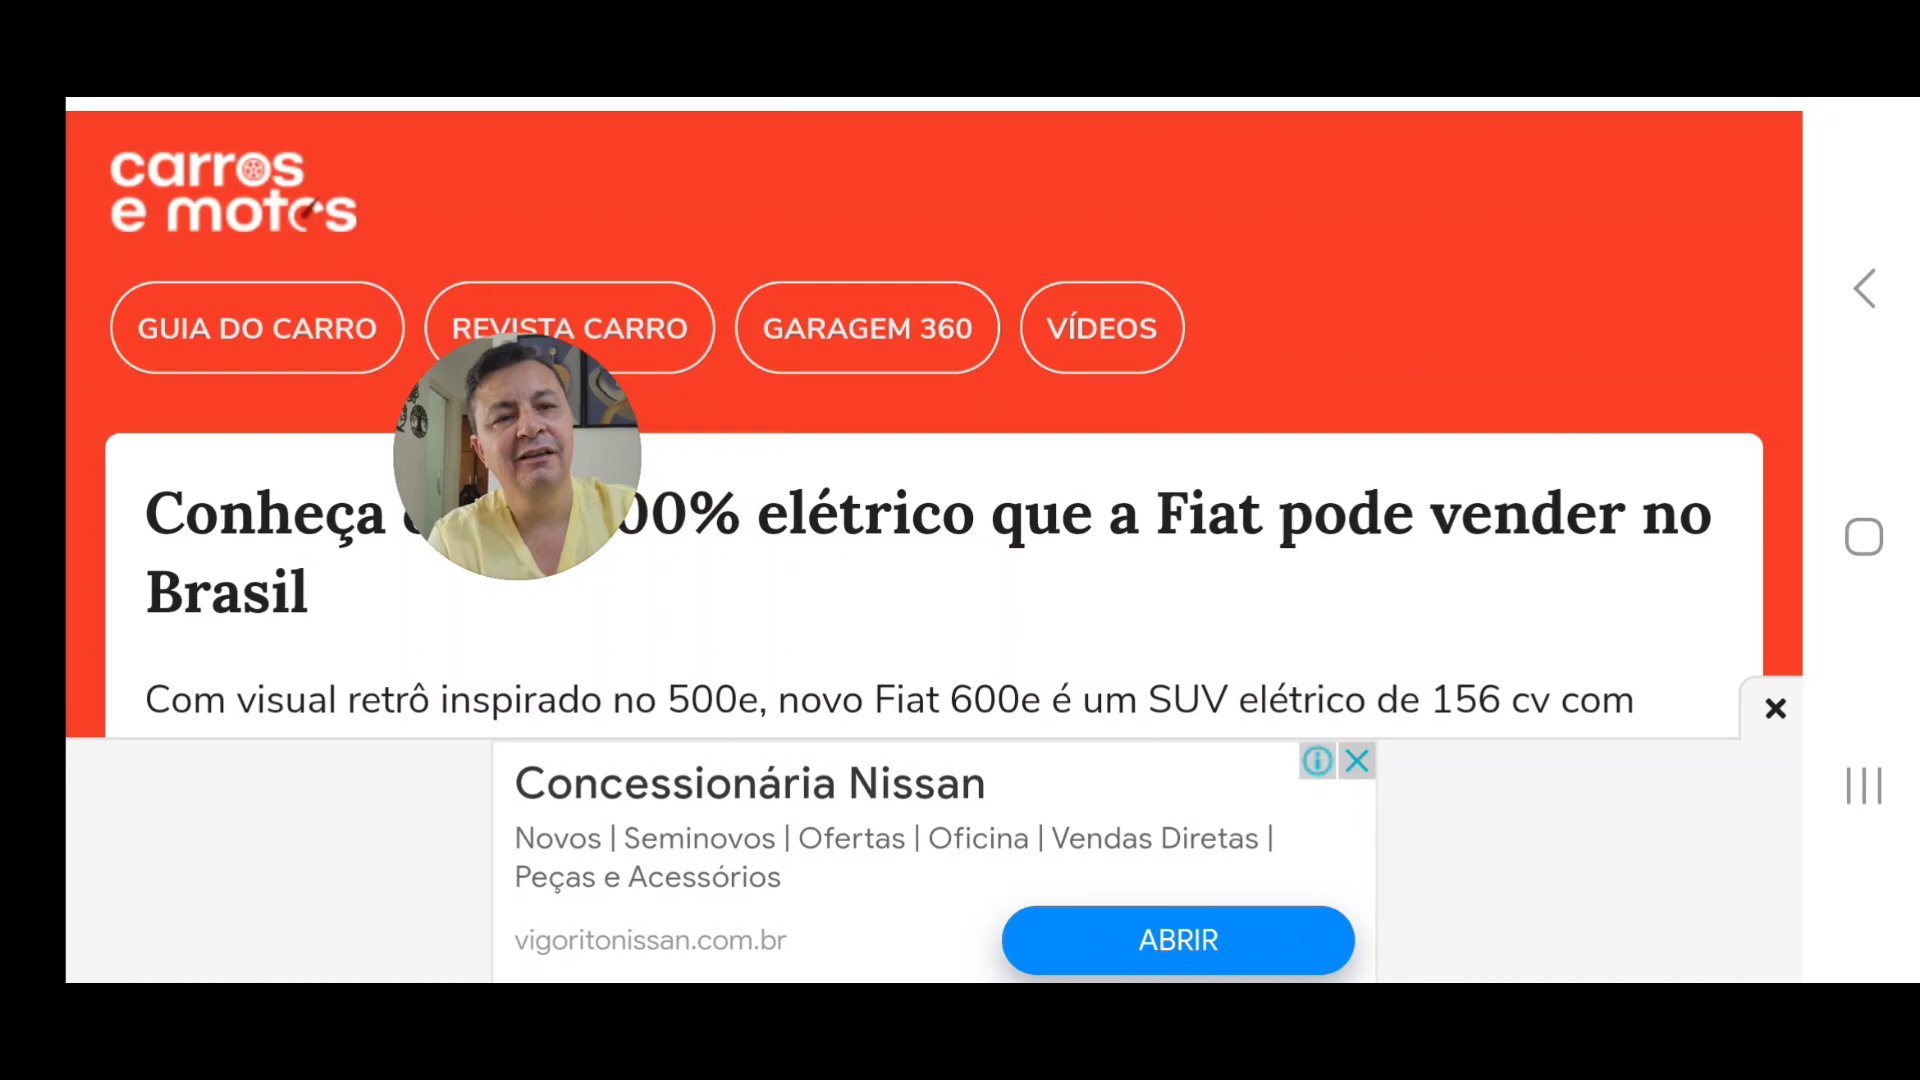 carros
e motos
GUIA DO CARRO
REVISTA CARRO
GARAGEM 360
VÍDEOS
Conheça 00% elétrico que a Fiat pode vender no
Brasil
Com visual retrô inspirado no 500e, novo Fiat 600e é um SUV elétrico de 156 cv com
Concessionária Nissan
Novos | Seminovos | Ofertas | Oficina | Vendas Diretas |
Peças e Acessórios
vigoritonissan.com.br
ABRIR